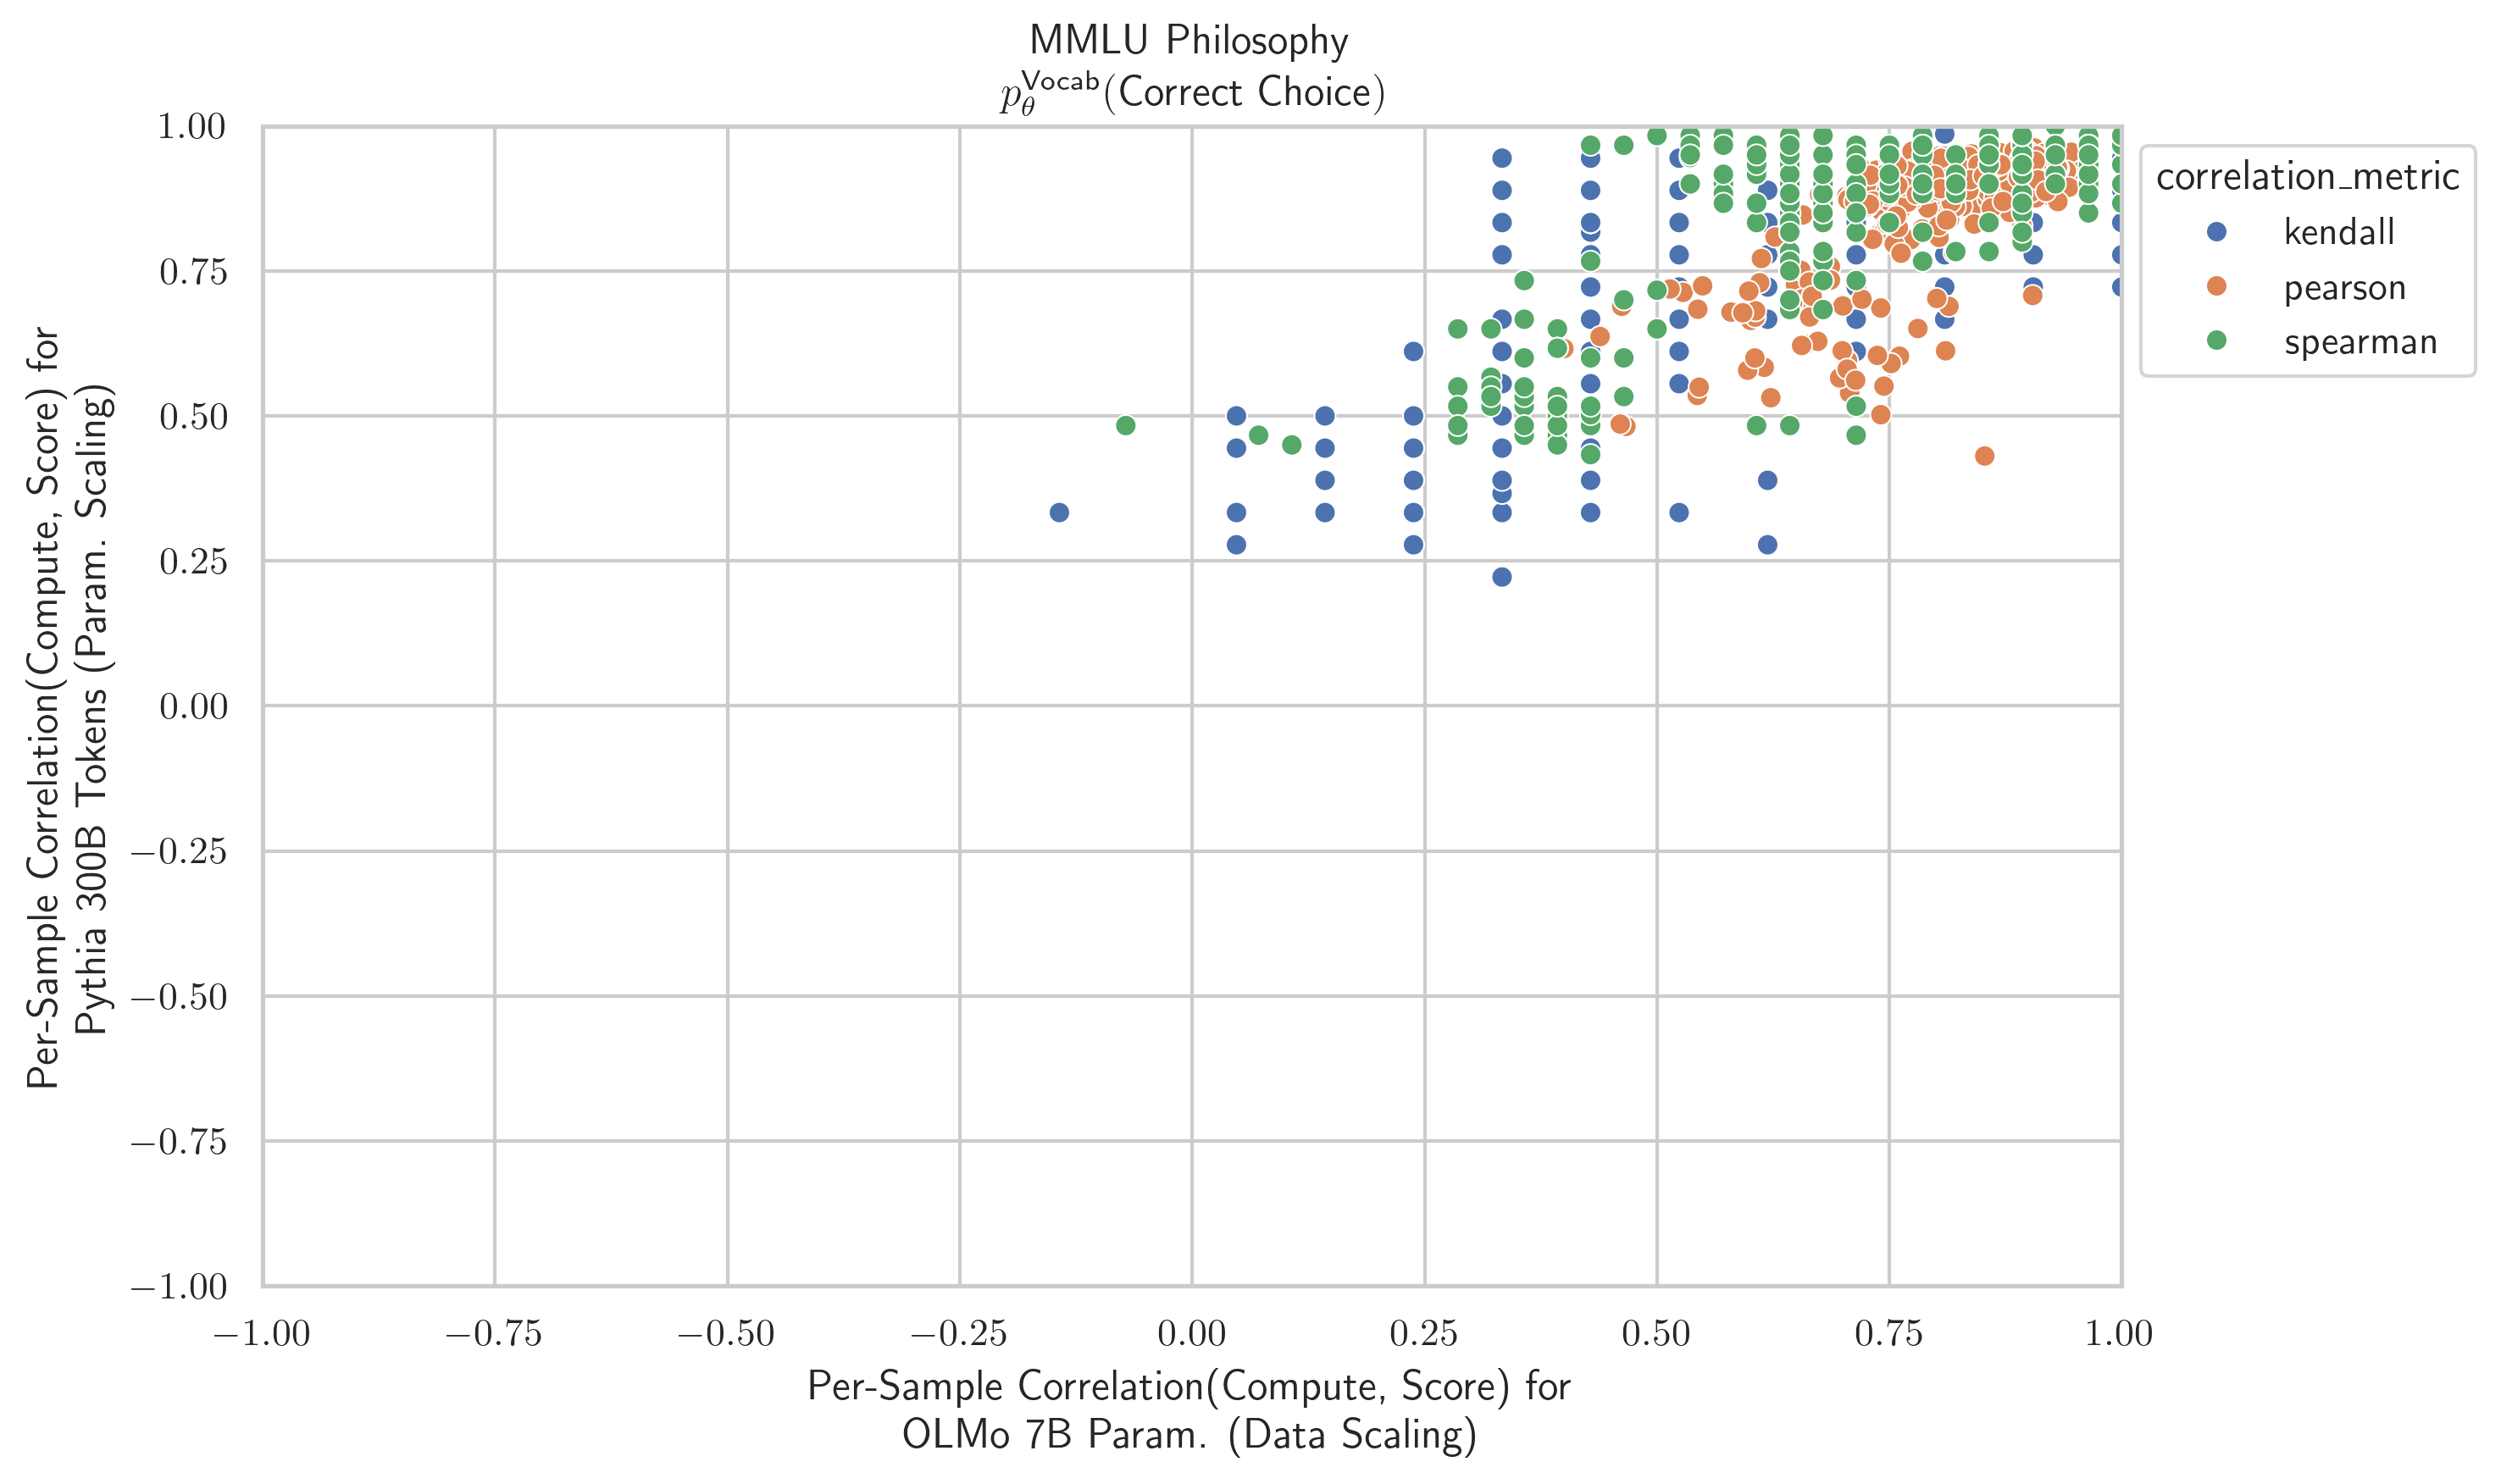 MMLU Philosophy
p_θ^Vocab(Correct Choice)
Per-Sample Correlation(Compute, Score) for
Pythia 300B Tokens (Param. Scaling)
1.00
0.75
0.50
0.25
0.00
−0.25
−0.50
−0.75
−1.00
−1.00 −0.75 −0.50 −0.25 0.00 0.25 0.50 0.75 1.00
Per-Sample Correlation(Compute, Score) for
OLMo 7B Param. (Data Scaling)
correlation_metric
kendall
pearson
spearman